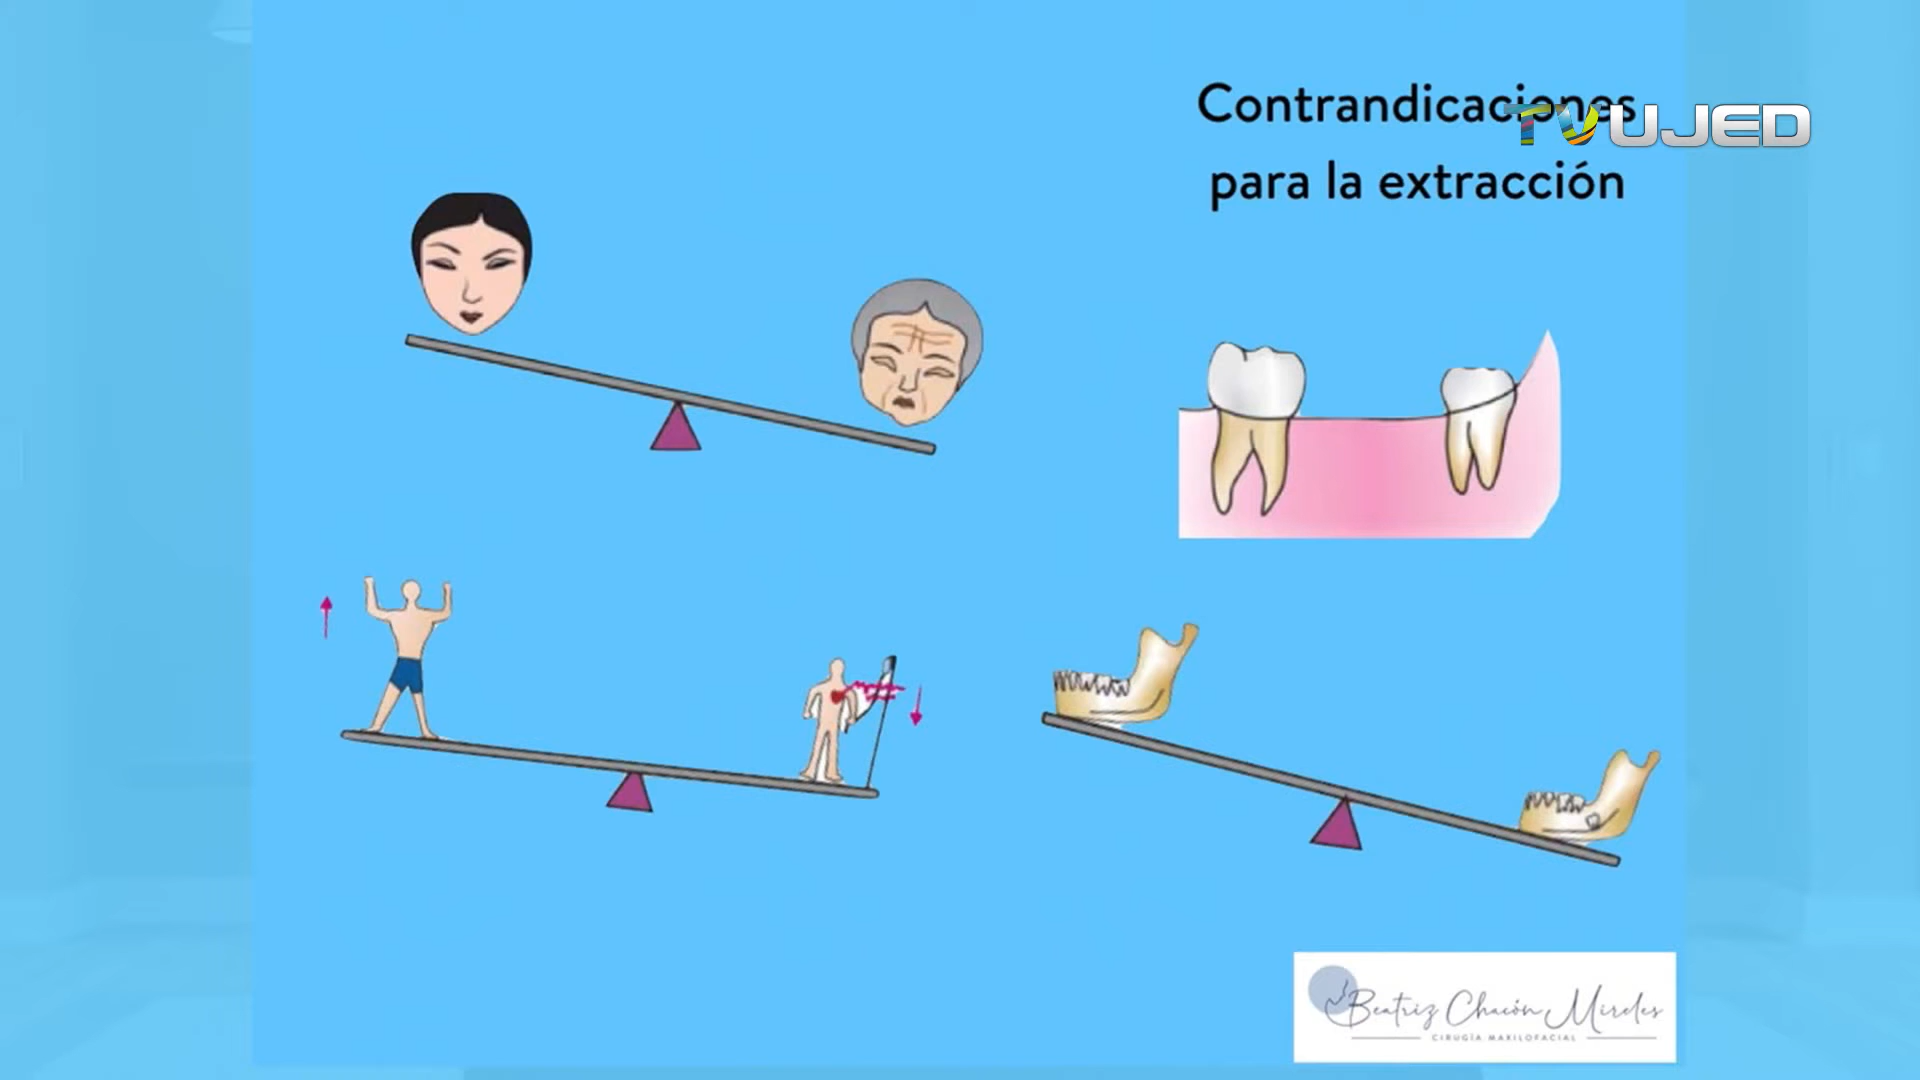 Contrandicaciones
para la extracción
TVUJED
Beatriz Chacón Mireles
CIRUGÍA MAXILOFACIAL